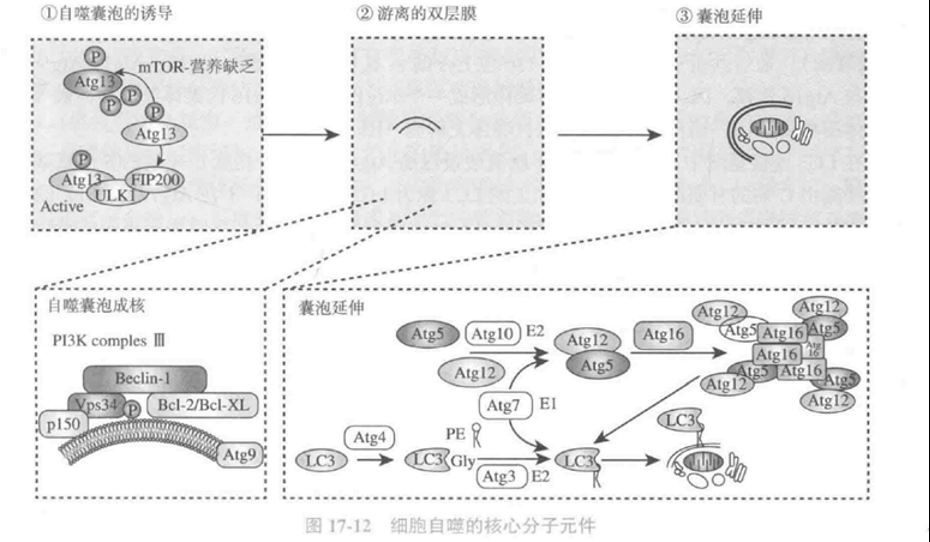 ①自噬囊泡的诱导
② 游离的双层膜
③ 囊泡延伸
P
mTOR-营养缺乏
Atg13
P
P
P
P
Atg13
P
Atg13
FIP200
ULK1
Active
自噬囊泡成核
PI3K comples Ⅲ
Beclin-1
Vps34
P
Bcl-2/Bcl-XL
p150
Atg9
囊泡延伸
Atg5
Atg10
E2
Atg12
Atg12
Atg5
Atg16
Atg7
E1
Atg12
Atg12
Atg5
Atg16
Atg5
Atg16
Atg
16
Atg5
Atg16
Atg5
Atg12
Atg12
LC3
Atg4
LC3
Gly
PE
Atg3
E2
LC3
LC3
图 17-12 细胞自噬的核心分子元件